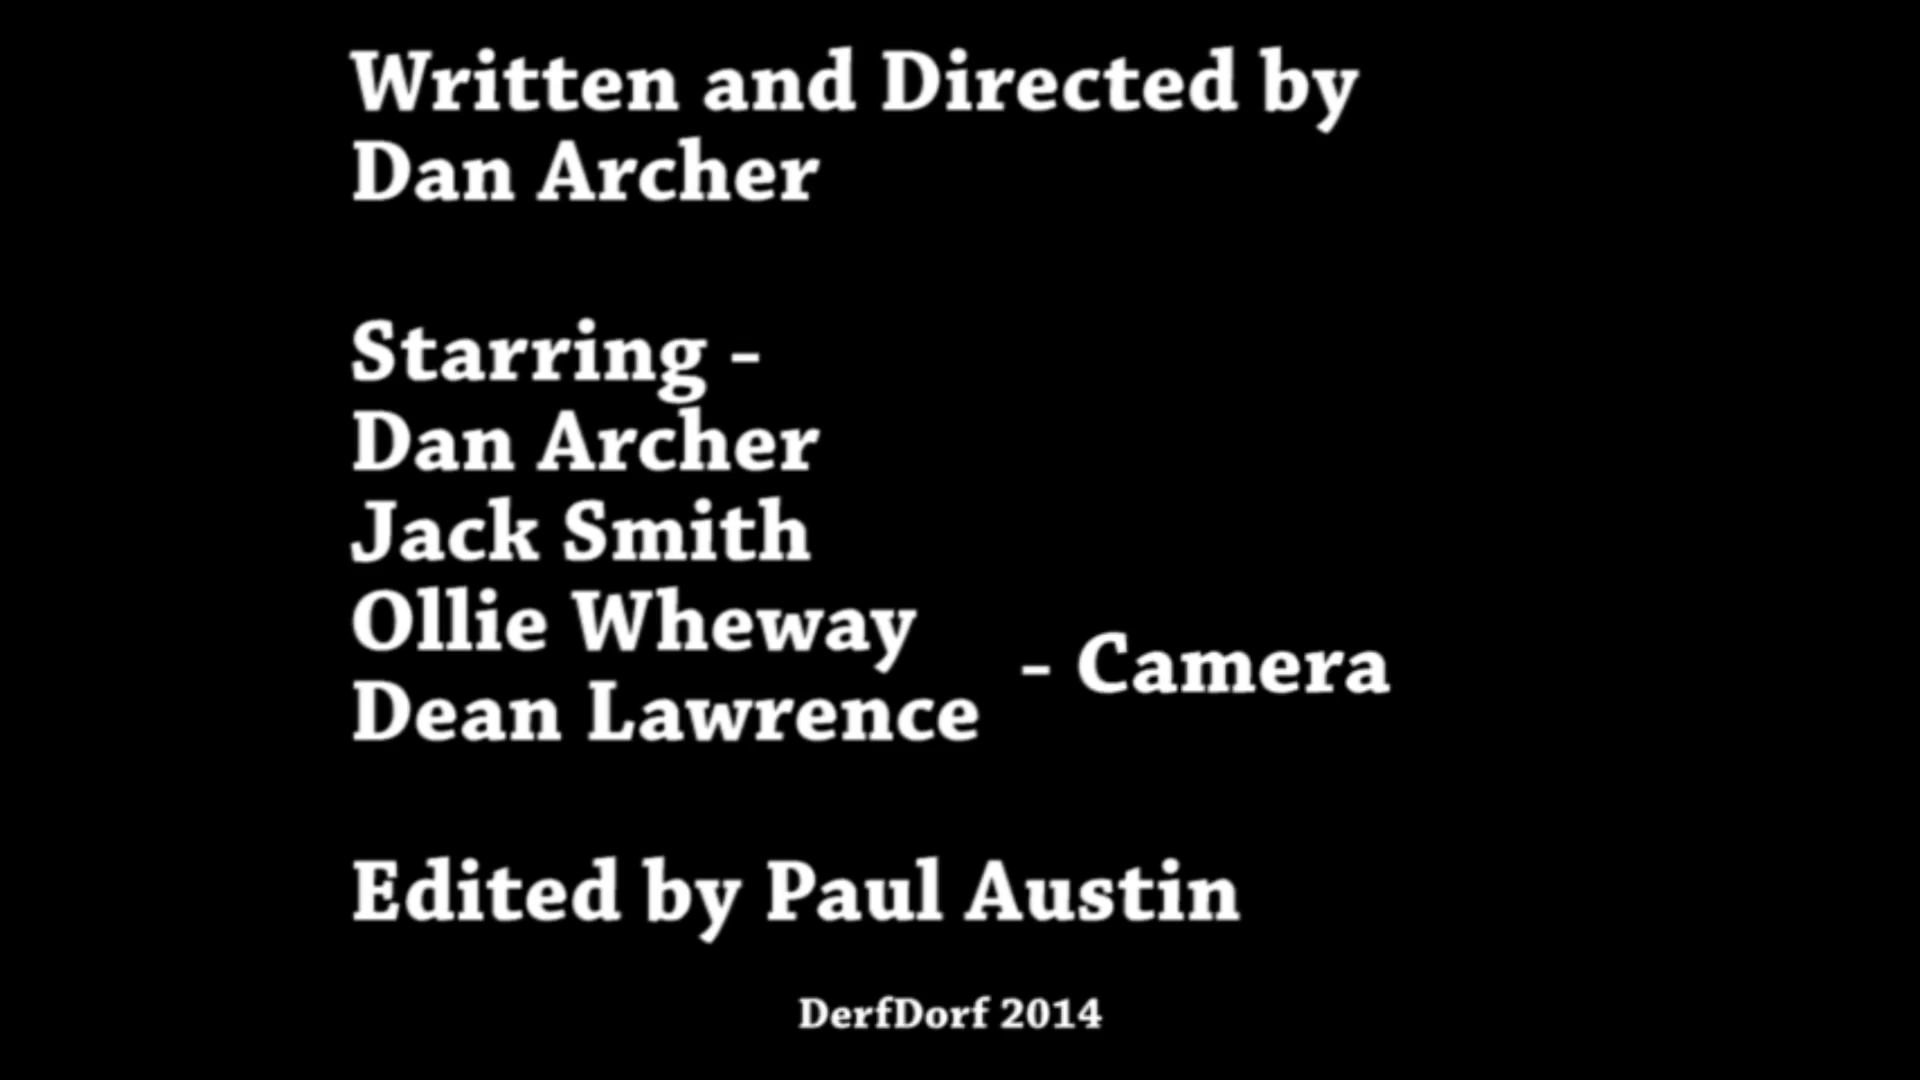 Written and Directed by
Dan Archer
Starring -
Dan Archer
Jack Smith
Ollie Wheway
- Camera
Dean Lawrence
Edited by Paul Austin
DerfDorf 2014